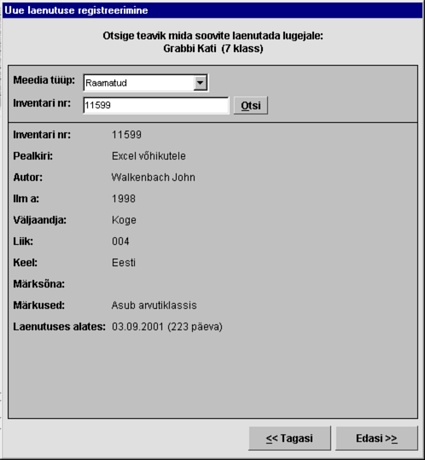 Uue laenutuse registreerimine
Otsige teavik mida soovite laenutada lugejale:
Grabbi Kati (7 klass)
Meedia tüüp: Raamatud
Inventari nr: 11599 Otsi
Inventari nr: 11599
Pealkiri: Excel võhikutele
Autor: Walkenbach John
Ilm a: 1998
Väljaandja: Koge
Liik: 004
Keel: Eesti
Märksõna:
Märkused: Asub arvutiklassis
Laenutuses alates: 03.09.2001 (223 päeva)
<< Tagasi Edasi >>